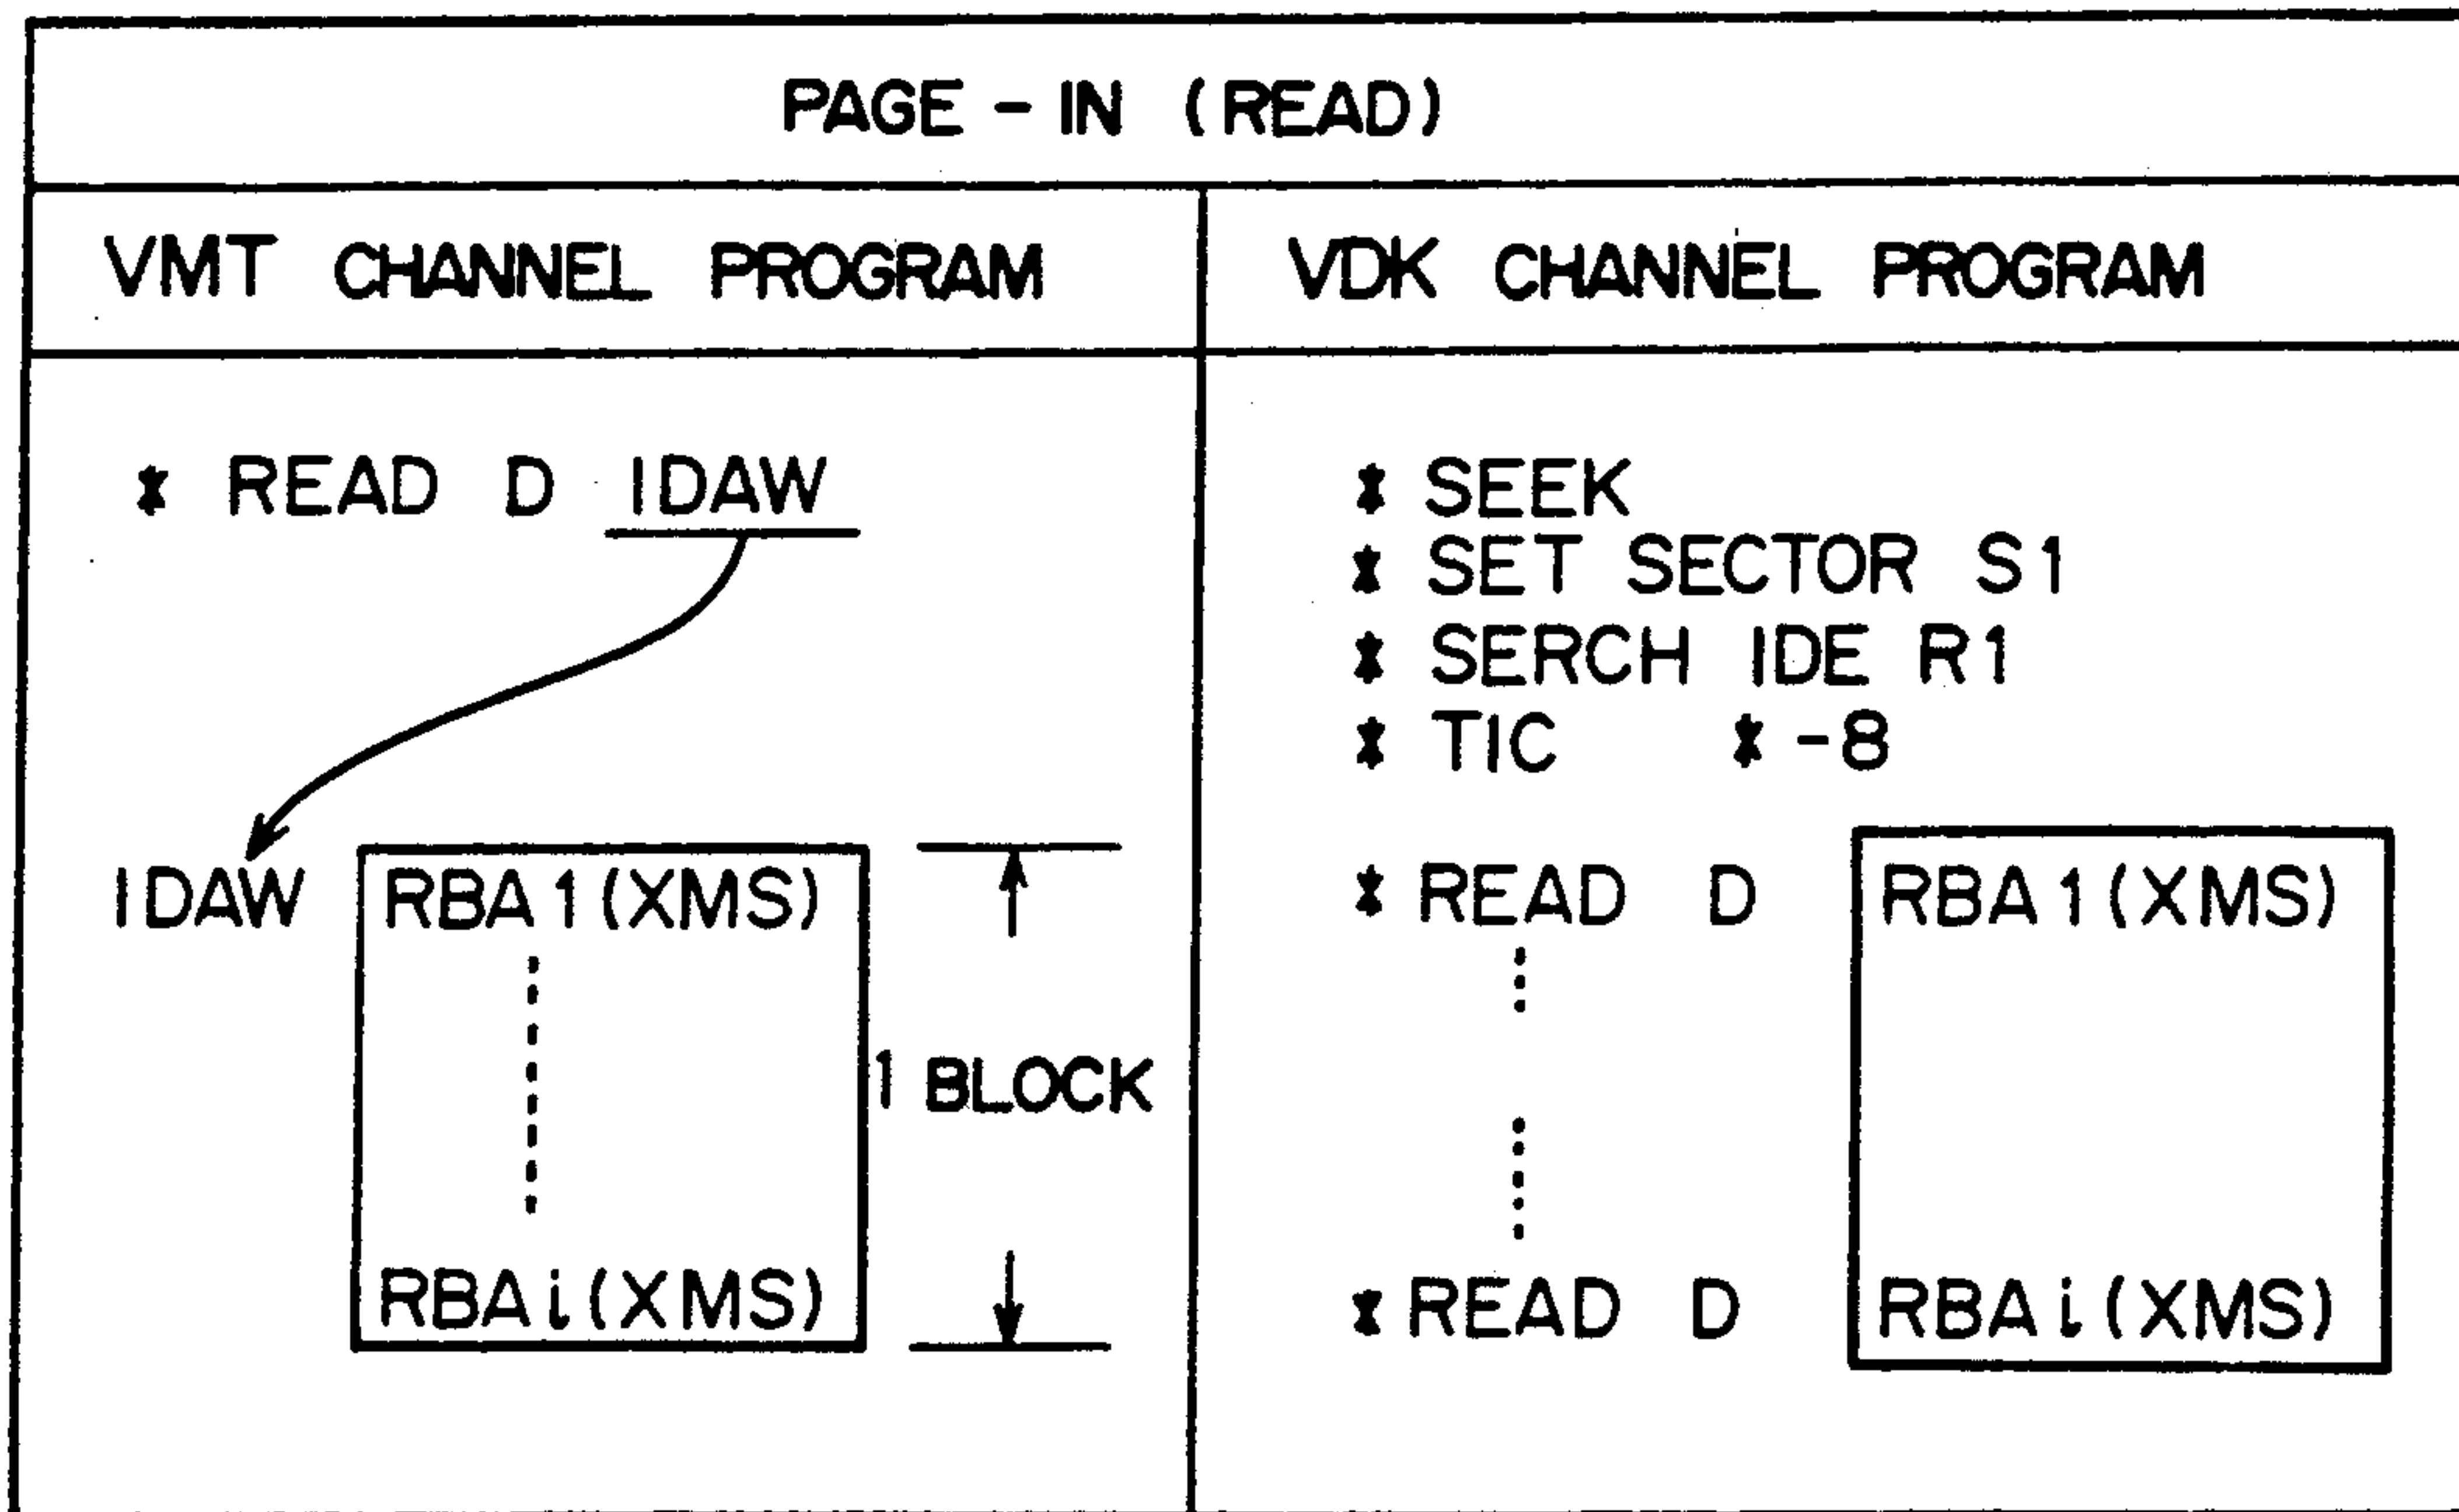 PAGE - IN (READ)
VMT CHANNEL PROGRAM
* READ D IDAW
IDAW RBA1(XMS)
1 BLOCK
RBAi(XMS)
VDK CHANNEL PROGRAM
* SEEK
* SET SECTOR S1
* SERCH IDE R1
* TIC * -8
* READ D RBA1(XMS)
* READ D RBAi(XMS)